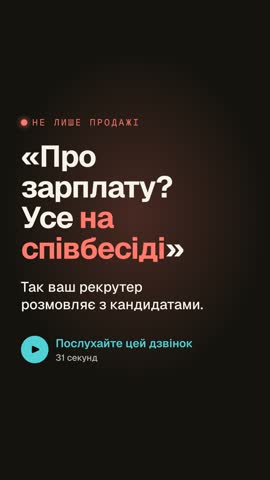 НЕ ЛИШЕ ПРОДАЖІ
«Про
зарплату?
Усе на
співбесіді»
Так ваш рекрутер
розмовляє з кандидатами.
Послухайте цей дзвінок
31 секунд